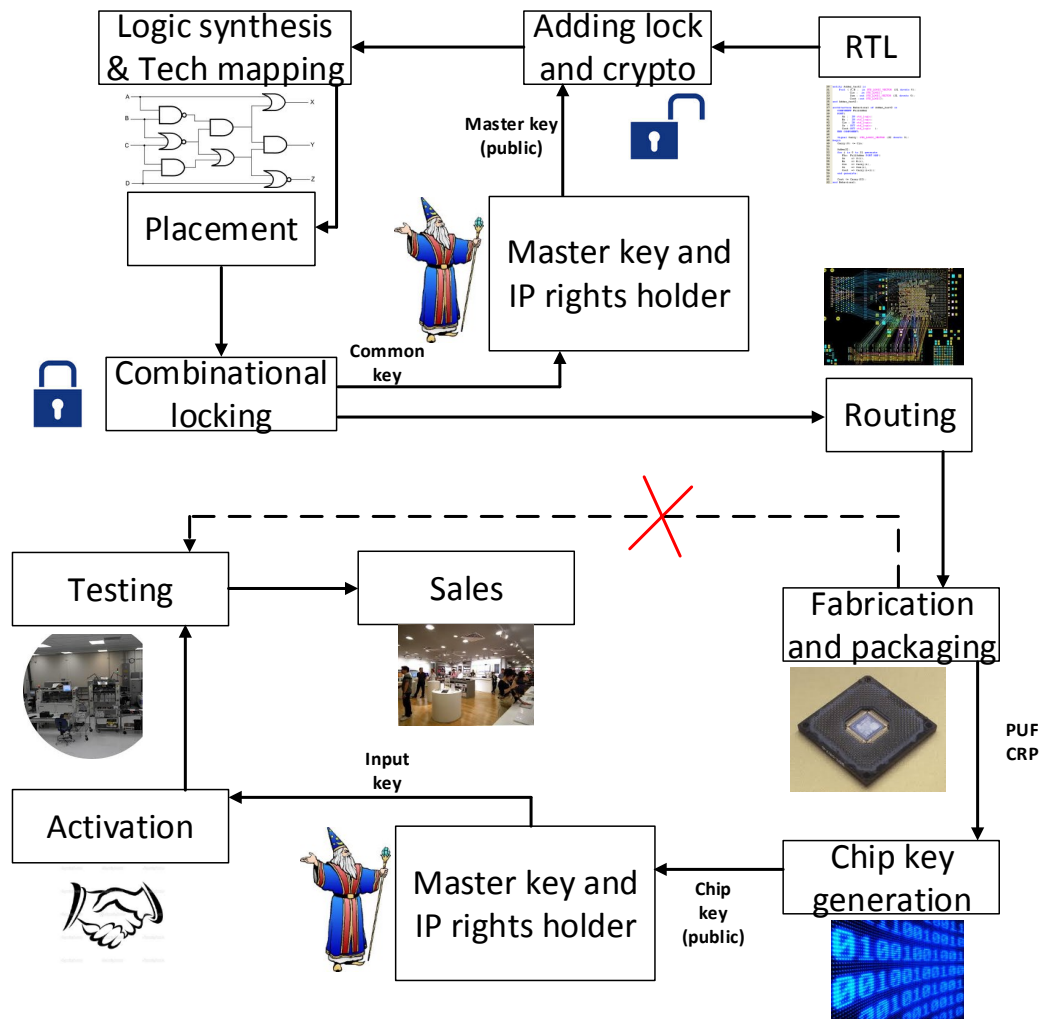 Logic synthesis
& Tech mapping
Adding lock
and crypto
RTL
A
B
C
D
X
Y
Z
Master key
(public)
Placement
Master key and
IP rights holder
Common
key
Combinational
locking
Routing
Testing
Sales
Fabrication
and packaging
PUF
CRP
Input
key
Activation
Master key and
IP rights holder
Chip
key
(public)
Chip key
generation